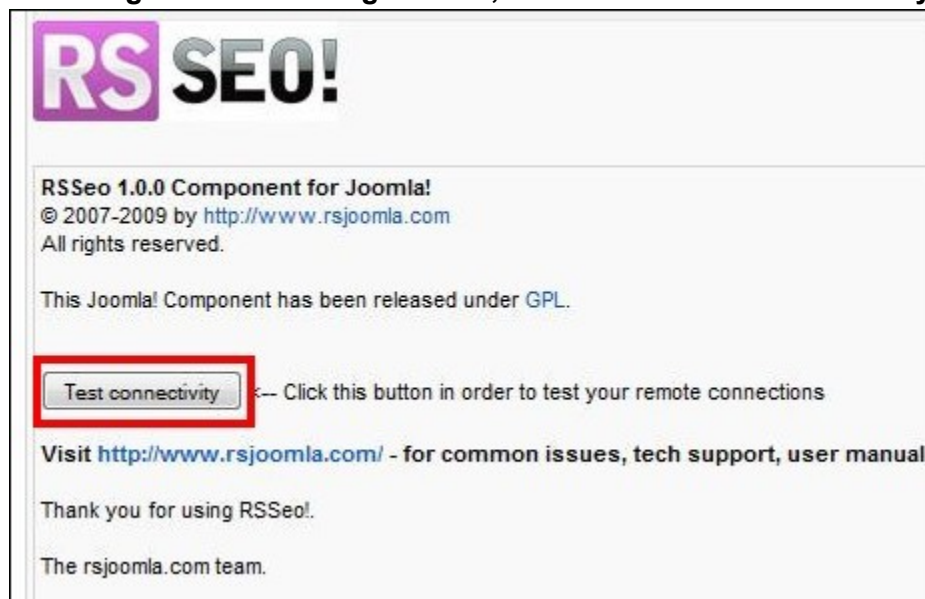 RS SEO!
RSSeo 1.0.0 Component for Joomla!
© 2007-2009 by http://www.rsjoomla.com
All rights reserved.
This Joomla! Component has been released under GPL.
Test connectivity <-- Click this button in order to test your remote connections
Visit http://www.rsjoomla.com/ - for common issues, tech support, user manual
Thank you for using RSSeo!.
The rsjoomla.com team.